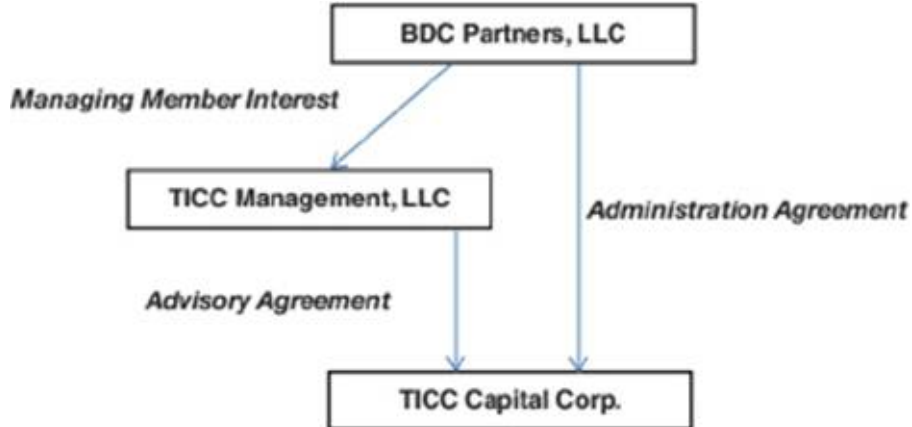 BDC Partners, LLC
Managing Member Interest
TICC Management, LLC
Administration Agreement
Advisory Agreement
TICC Capital Corp.